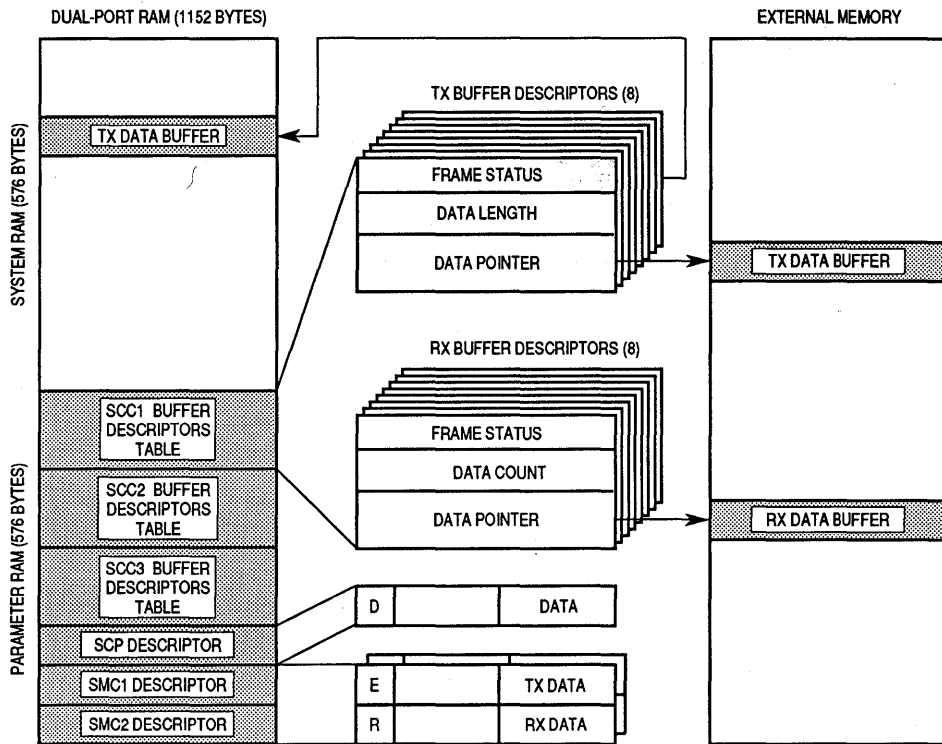 DUAL-PORT RAM (1152 BYTES)
SYSTEM RAM (576 BYTES)
PARAMETER RAM (576 BYTES)
TX DATA BUFFER
SCC1 BUFFER
DESCRIPTORS
TABLE
SCC2 BUFFER
DESCRIPTORS
TABLE
SCC3 BUFFER
DESCRIPTORS
TABLE
SCP DESCRIPTOR
SMC1 DESCRIPTOR
SMC2 DESCRIPTOR
TX BUFFER DESCRIPTORS (8)
FRAME STATUS
DATA LENGTH
DATA POINTER
RX BUFFER DESCRIPTORS (8)
FRAME STATUS
DATA COUNT
DATA POINTER
D DATA
E TX DATA
R RX DATA
EXTERNAL MEMORY
TX DATA BUFFER
RX DATA BUFFER